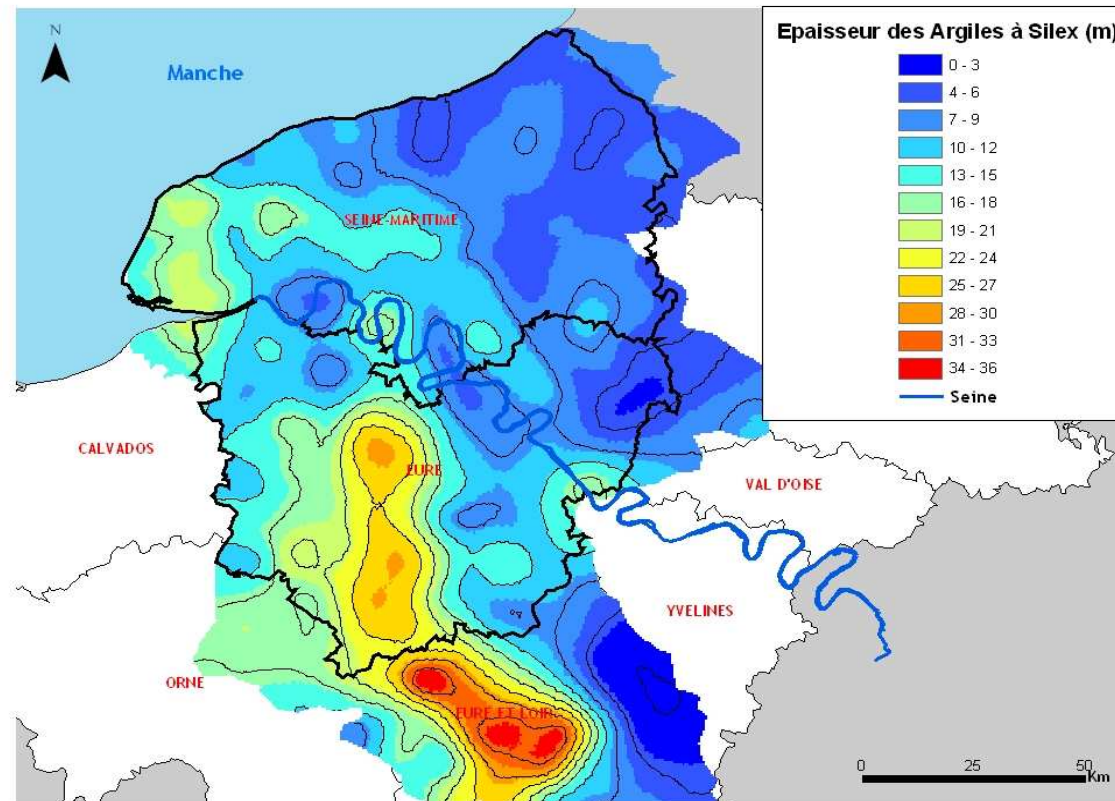 N
Manche
Epaisseur des Argiles à Silex (m)
0 - 3
4 - 6
7 - 9
10 - 12
13 - 15
16 - 18
19 - 21
22 - 24
25 - 27
28 - 30
31 - 33
34 - 36
Seine
SEINE-MARITIME
CALVADOS
EURE
VAL D'OISE
YVELINES
ORNE
EURE ET LOIR
0 25 50
Km